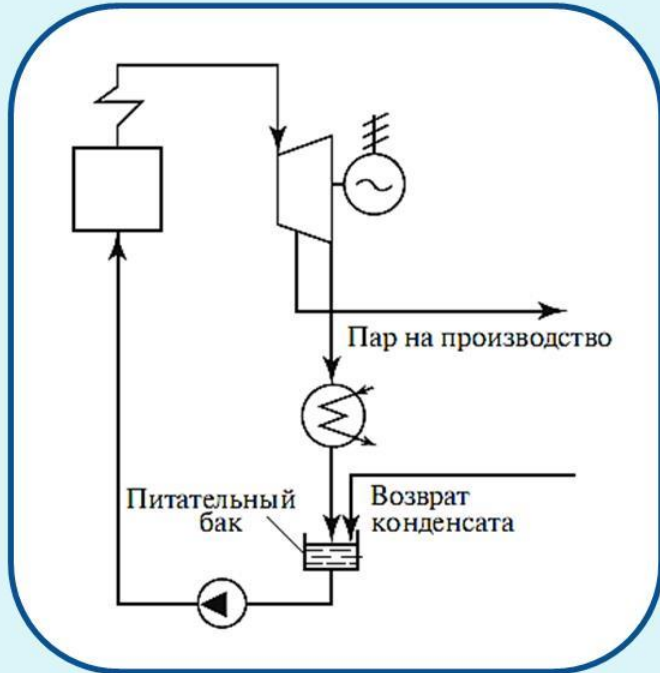 Пар на производство
Питательный
бак
Возврат
конденсата